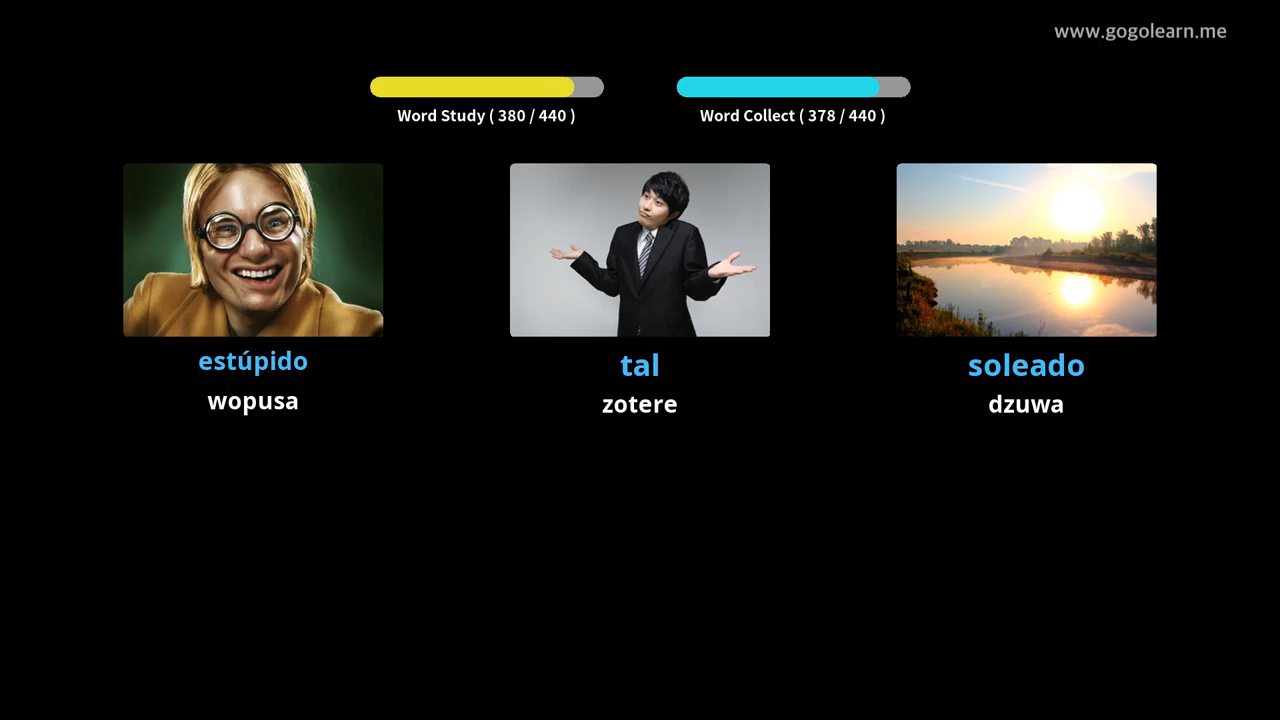 www.gogolearn.me
Word Study ( 380 / 440 )
Word Collect ( 378 / 440 )
estúpido
wopusa
tal
zotere
soleado
dzuwa